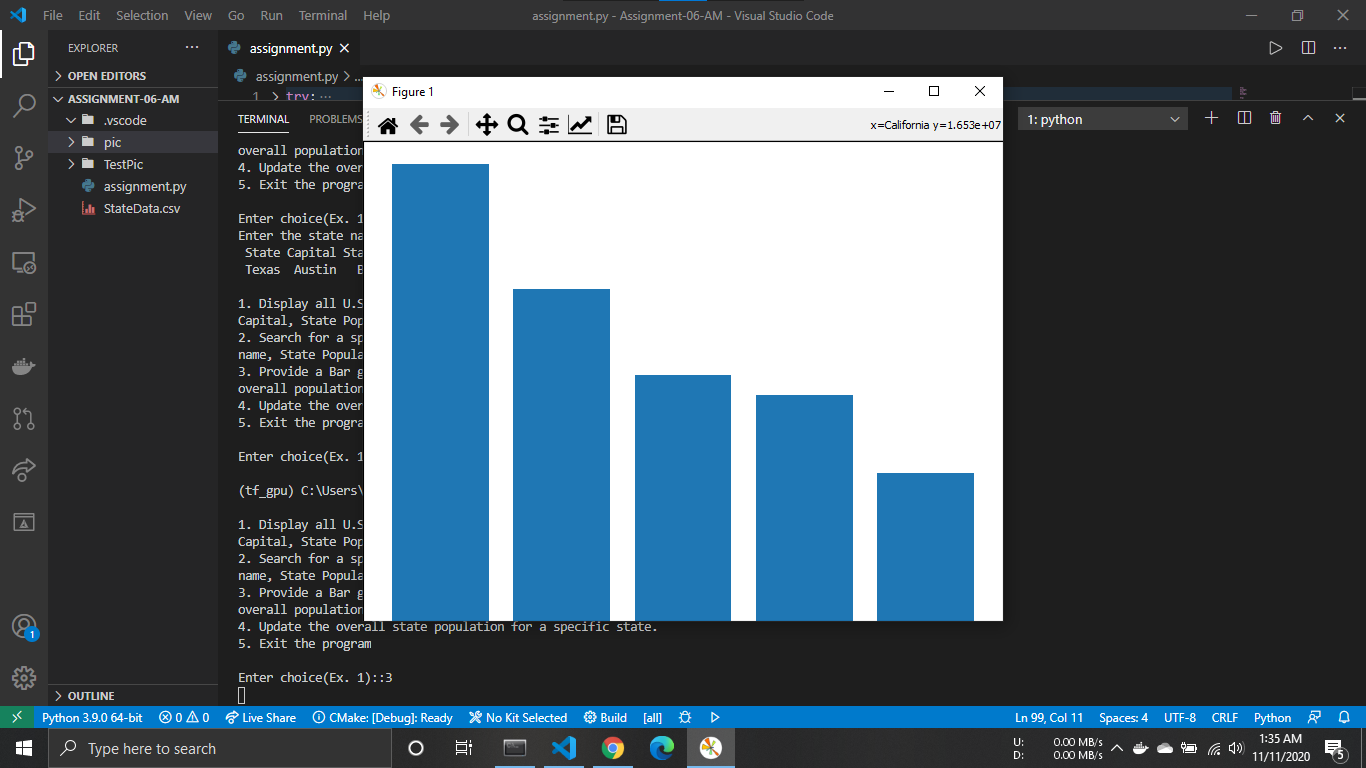 File Edit Selection View Go Run Terminal Help
assignment.py - Assignment-06-AM - Visual Studio Code
EXPLORER
OPEN EDITORS
ASSIGNMENT-06-AM
.vscode
pic
TestPic
assignment.py
StateData.csv
OUTLINE
1
assignment.py
assignment.py > ...
1 > try: ...
TERMINAL PROBLEMS
1: python
Figure 1
x=California y=1.653e+07
overall population
4. Update the over
5. Exit the progra
Enter choice(Ex. 1
Enter the state na
State Capital Sta
Texas Austin
1. Display all U.S
Capital, State Pop
2. Search for a sp
name, State Popula
3. Provide a Bar g
overall population
4. Update the over
5. Exit the progra
Enter choice(Ex. 1
(tf_gpu) C:\Users\
1. Display all U.S
Capital, State Pop
2. Search for a sp
name, State Popula
3. Provide a Bar g
overall population
4. Update the overall state population for a specific state.
5. Exit the program
Enter choice(Ex. 1)::3
Python 3.9.0 64-bit 0 0 Live Share CMake: [Debug]: Ready No Kit Selected Build [all] Ln 99, Col 11 Spaces: 4 UTF-8 CRLF Python
Type here to search
U: 0.00 MB/s
D: 0.00 MB/s
1:35 AM
11/11/2020
5